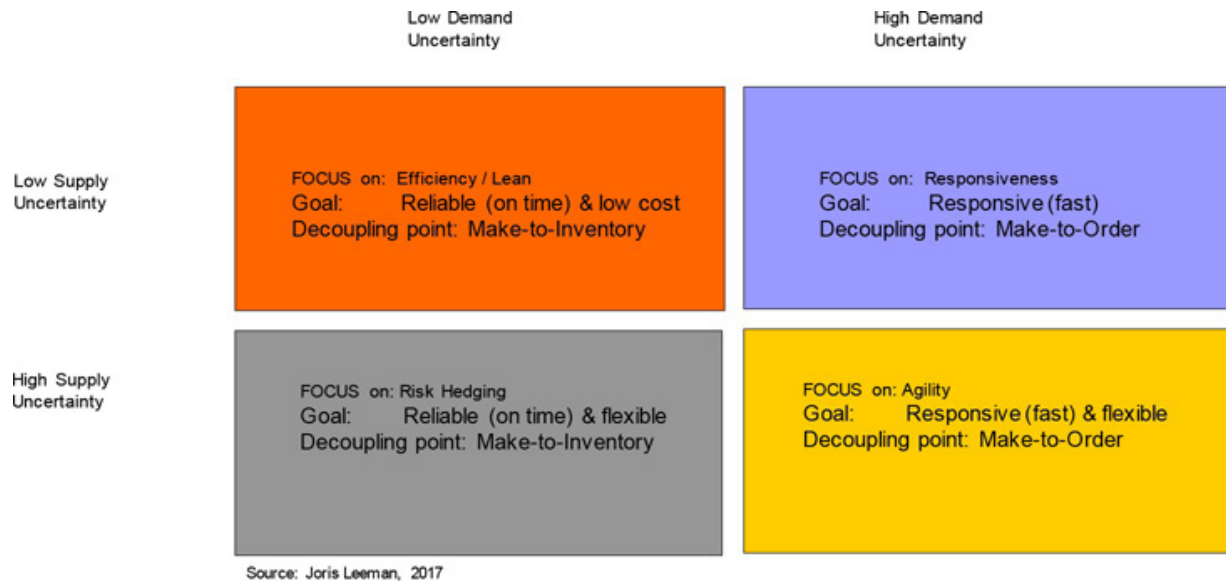 Low Demand
Uncertainty
High Demand
Uncertainty
Low Supply
Uncertainty
FOCUS on: Efficiency / Lean
Goal: Reliable (on time) & low cost
Decoupling point: Make-to-Inventory
FOCUS on: Responsiveness
Goal: Responsive (fast)
Decoupling point: Make-to-Order
High Supply
Uncertainty
FOCUS on: Risk Hedging
Goal: Reliable (on time) & flexible
Decoupling point: Make-to-Inventory
FOCUS on: Agility
Goal: Responsive (fast) & flexible
Decoupling point: Make-to-Order
Source: Joris Leeman, 2017